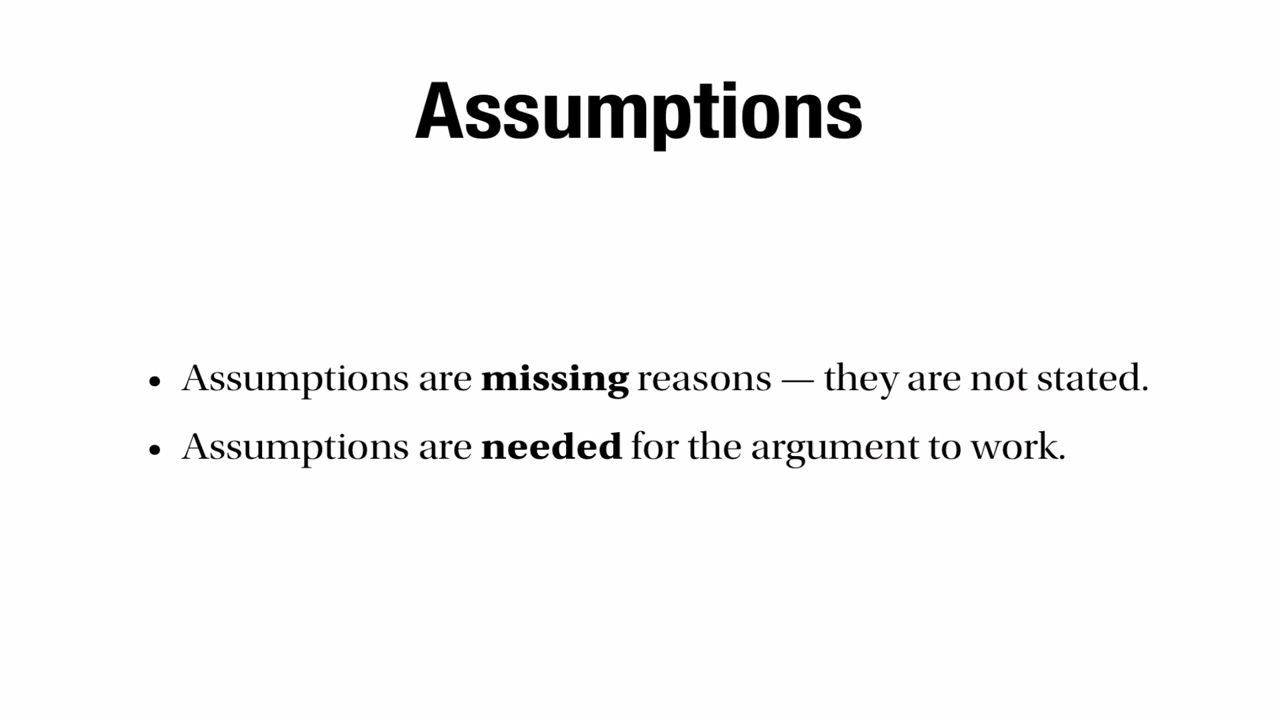 Assumptions
• Assumptions are missing reasons — they are not stated.
• Assumptions are needed for the argument to work.